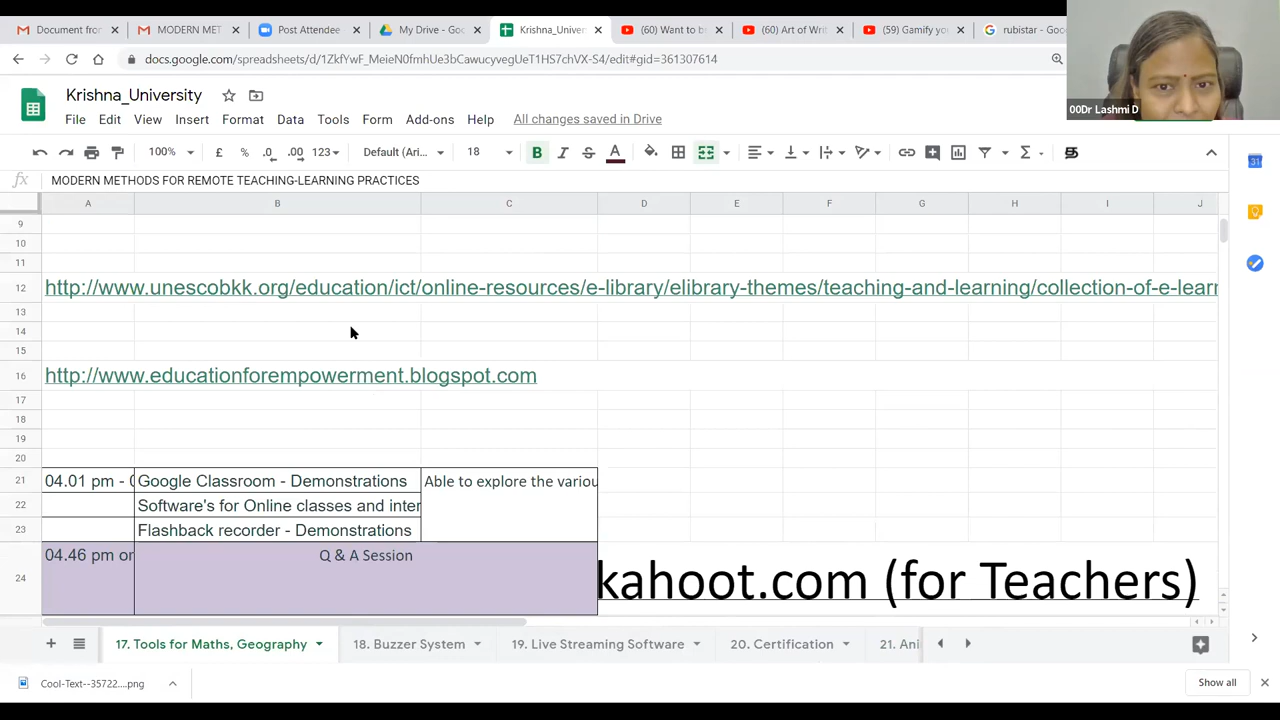 Document from
MODERN MET
Post Attendee
My Drive - Goo
Krishna_Univer
(60) Want to b
(60) Art of Writ
(59) Gamify yo
rubistar - Goo
docs.google.com/spreadsheets/d/1ZkfYwF_MeieN0fmhUe3bCawucyvegUeT1HS7chVX-S4/edit#gid=361307614
00Dr Lashmi D
Krishna_University
File Edit View Insert Format Data Tools Form Add-ons Help All changes saved in Drive
100% £ % .0 .00 123 Default (Ari... 18 B I S A
fx MODERN METHODS FOR REMOTE TEACHING-LEARNING PRACTICES
A B C D E F G H I J
9
10
11
12 http://www.unescobkk.org/education/ict/online-resources/e-library/elibrary-themes/teaching-and-learning/collection-of-e-learn
13
14
15
16 http://www.educationforempowerment.blogspot.com
17
18
19
20
21 04.01 pm - 0 Google Classroom - Demonstrations Able to explore the variou
22 Software's for Online classes and inter
23 Flashback recorder - Demonstrations
24 04.46 pm on Q & A Session kahoot.com (for Teachers)
17. Tools for Maths, Geography 18. Buzzer System 19. Live Streaming Software 20. Certification 21. Ani
Cool-Text--35722....png Show all